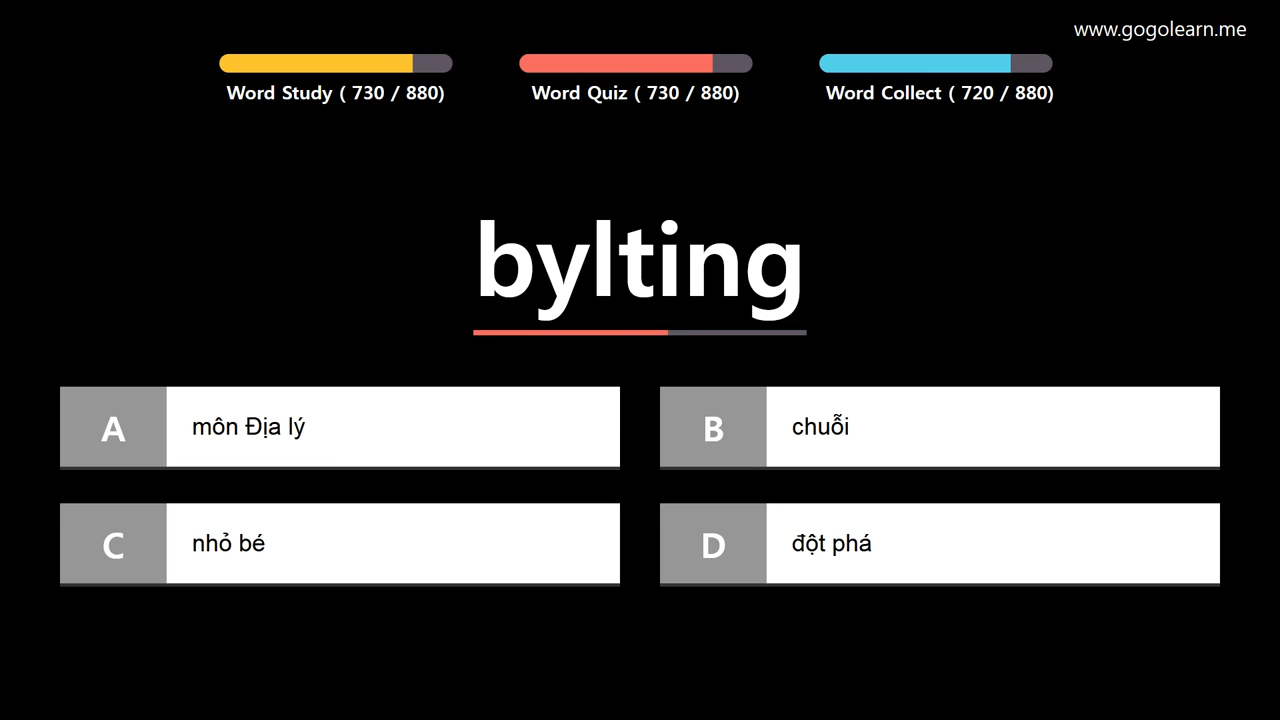 www.gogolearn.me
Word Study ( 730 / 880)
Word Quiz ( 730 / 880)
Word Collect ( 720 / 880)
bylting
A
môn Địa lý
B
chuỗi
C
nhỏ bé
D
đột phá